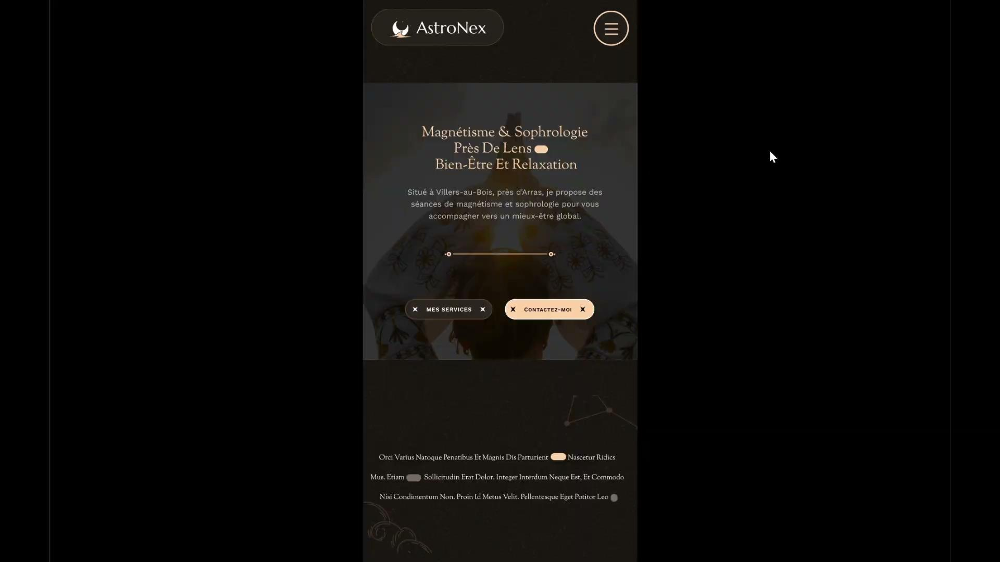 AstroNex
Magnétisme & Sophrologie
Près De Lens
Bien-Être Et Relaxation
Situé à Villers-au-Bois, près d'Arras, je propose des
séances de magnétisme et sophrologie pour vous
accompagner vers un mieux-être global.
MES SERVICES
CONTACTEZ-MOI
Orci Varius Natoque Penatibus Et Magnis Dis Parturient Nascetur Ridics
Mus. Etiam Sollicitudin Erat Dolor. Integer Interdum Neque Est, Et Commodo
Nisi Condimentum Non. Proin Id Metus Velit. Pellentesque Eget Potitor Leo